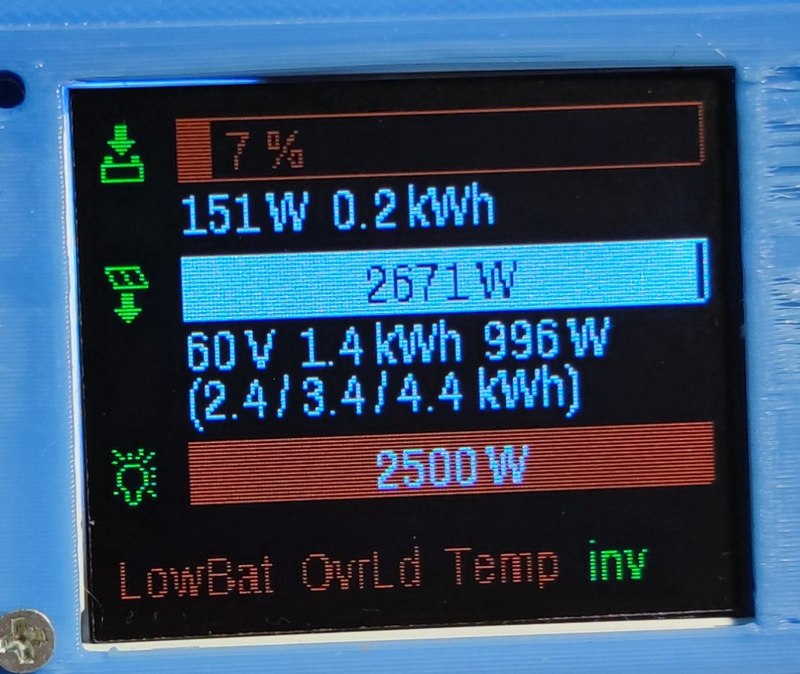 7 %
151 W 0.2 kWh
2671 W
60 V 1.4 kWh 996 W
(2.4/3.4/4.4 kWh)
2500 W
LowBat OvrLd Temp inv